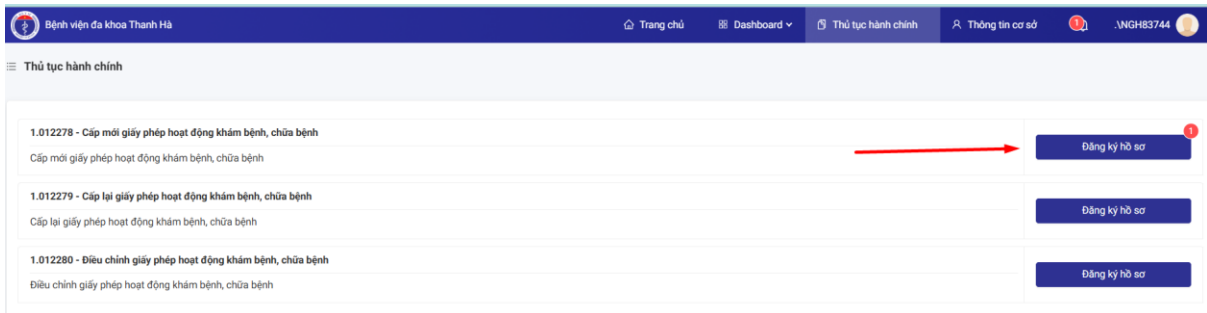 Bệnh viện đa khoa Thanh Hà
Trang chủ
Dashboard
Thủ tục hành chính
Thông tin cơ sở
1
.\NGH83744
Thủ tục hành chính
1.012278 - Cấp mới giấy phép hoạt động khám bệnh, chữa bệnh
Cấp mới giấy phép hoạt động khám bệnh, chữa bệnh
1
Đăng ký hồ sơ
1.012279 - Cấp lại giấy phép hoạt động khám bệnh, chữa bệnh
Cấp lại giấy phép hoạt động khám bệnh, chữa bệnh
Đăng ký hồ sơ
1.012280 - Điều chỉnh giấy phép hoạt động khám bệnh, chữa bệnh
Điều chỉnh giấy phép hoạt động khám bệnh, chữa bệnh
Đăng ký hồ sơ